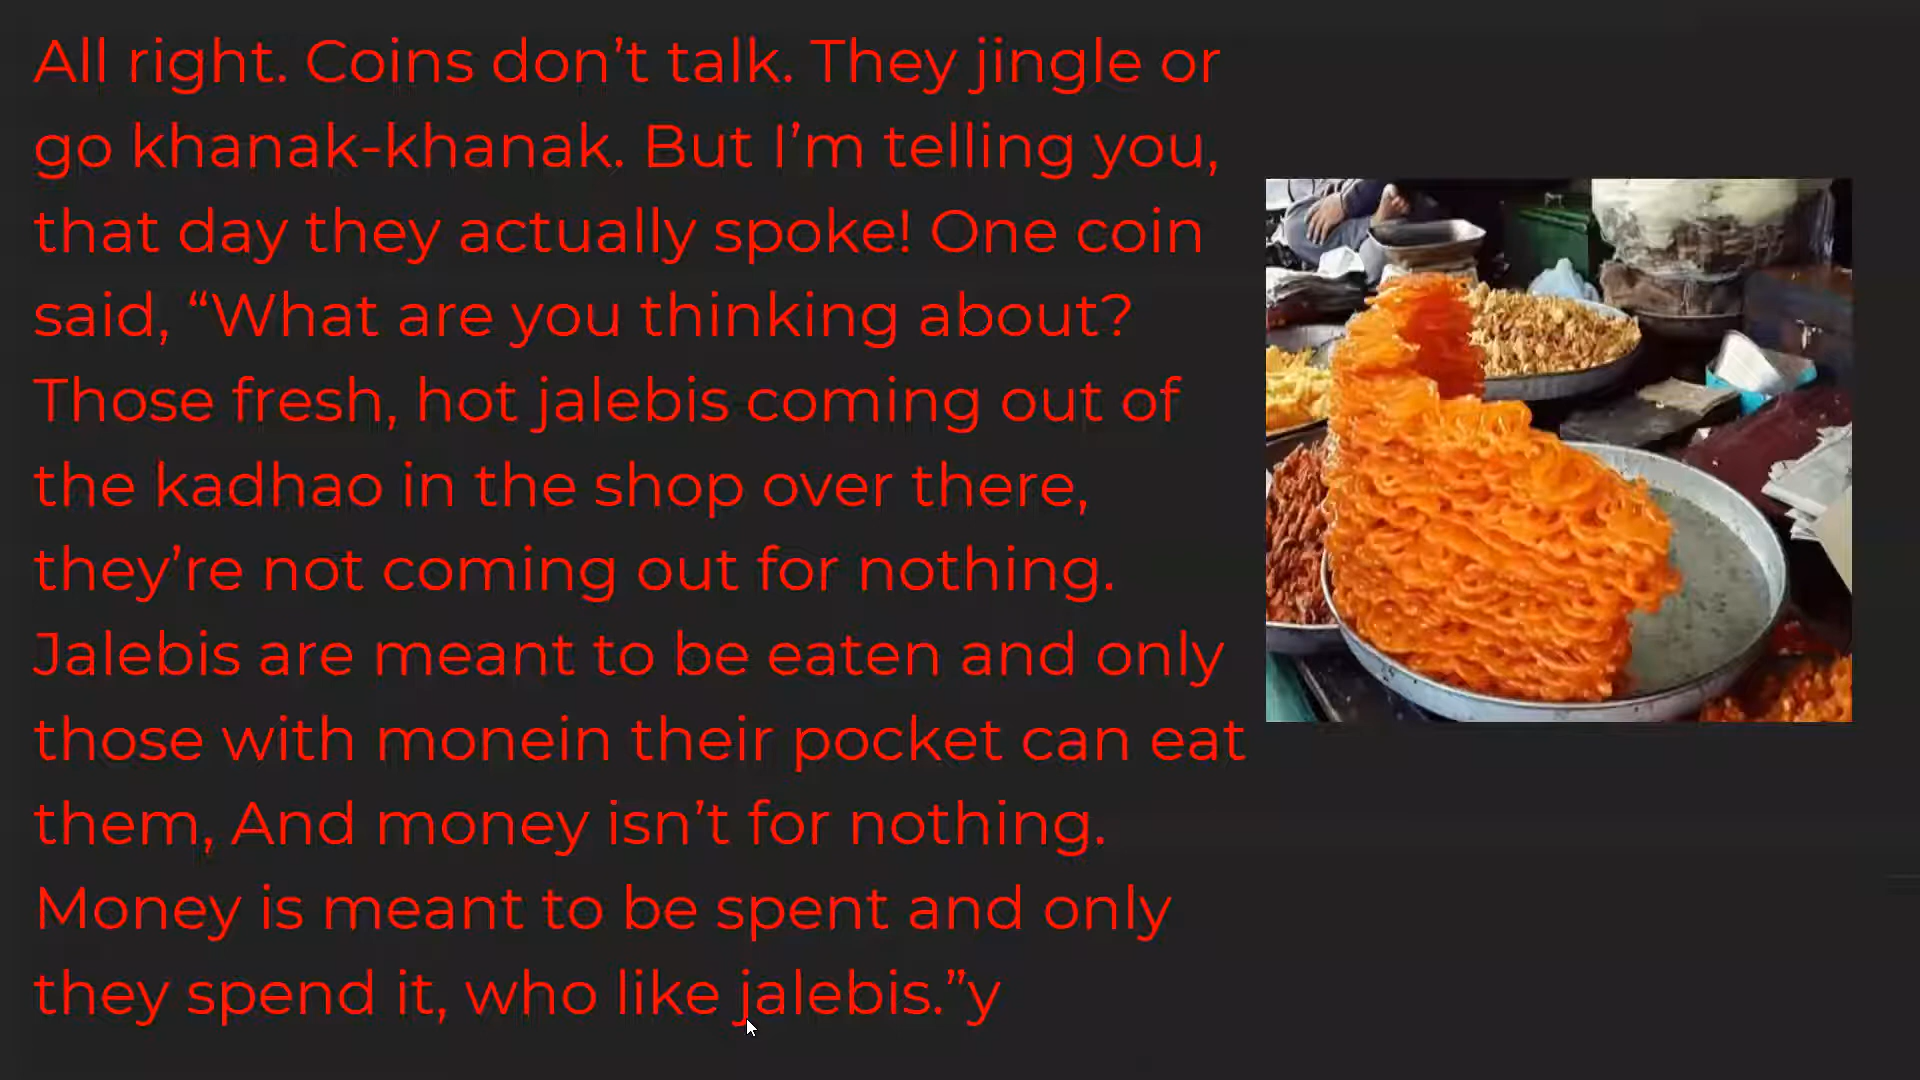 All right. Coins don’t talk. They jingle or
go khanak-khanak. But I’m telling you,
that day they actually spoke! One coin
said, “What are you thinking about?
Those fresh, hot jalebis coming out of
the kadhao in the shop over there,
they’re not coming out for nothing.
Jalebis are meant to be eaten and only
those with monein their pocket can eat
them, And money isn’t for nothing.
Money is meant to be spent and only
they spend it, who like jalebis.”y